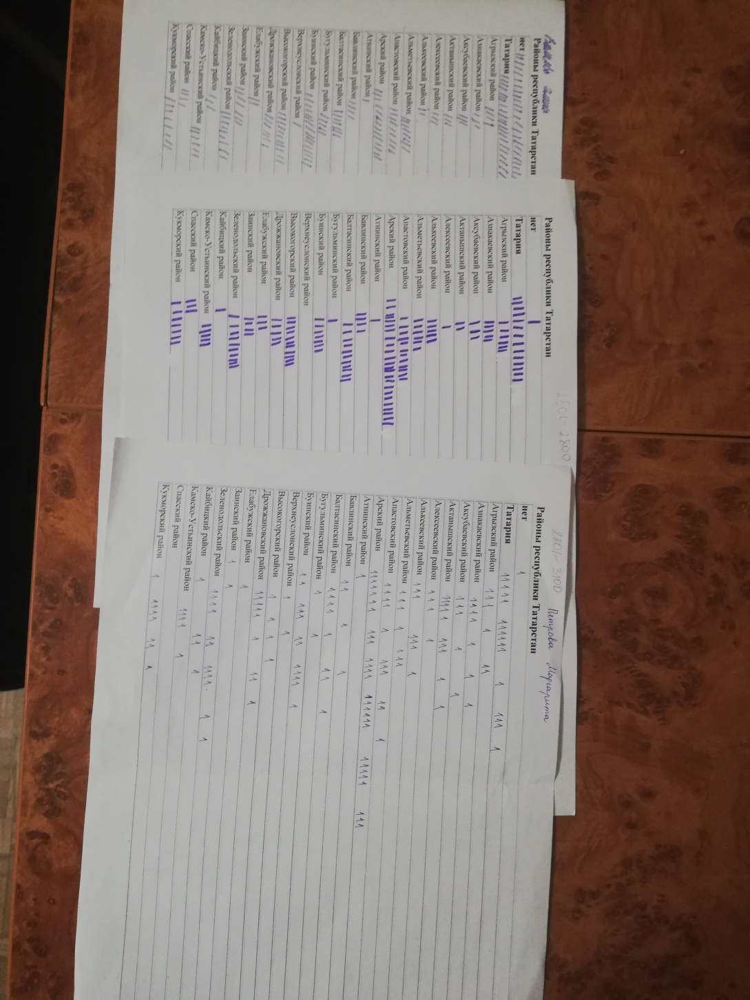 Районы республики Татарстан
нет
Татария
Агрызский район
Азнакаевский район
Аксубаевский район
Актанышский район
Алексеевский район
Алькеевский район
Альметьевский район
Апастовский район
Арский район
Атнинский район
Бавлинский район
Балтасинский район
Бугульминский район
Буинский район
Верхнеуслонский район
Высокогорский район
Дрожжановский район
Елабужский район
Заинский район
Зеленодольский район
Кайбицкий район
Камско-Устьинский район
Спасский район
Кукморский район
2501-2800
Районы республики Татарстан
нет
Татария
Агрызский район
Азнакаевский район
Аксубаевский район
Актанышский район
Алексеевский район
Алькеевский район
Альметьевский район
Апастовский район
Арский район
Атнинский район
Бавлинский район
Балтасинский район
Бугульминский район
Буинский район
Верхнеуслонский район
Высокогорский район
Дрожжановский район
Елабужский район
Заинский район
Зеленодольский район
Кайбицкий район
Камско-Устьинский район
Спасский район
Кукморский район
2801-3100 Петрова Маргарита
Районы республики Татарстан
нет
Татария
Агрызский район
Азнакаевский район
Аксубаевский район
Актанышский район
Алексеевский район
Алькеевский район
Альметьевский район
Апастовский район
Арский район
Атнинский район
Бавлинский район
Балтасинский район
Бугульминский район
Буинский район
Верхнеуслонский район
Высокогорский район
Дрожжановский район
Елабужский район
Заинский район
Зеленодольский район
Кайбицкий район
Камско-Устьинский район
Спасский район
Кукморский район